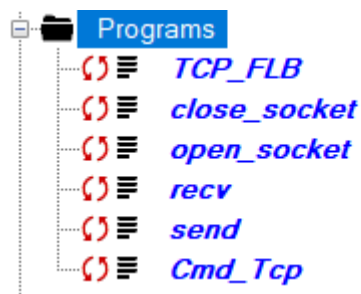 Programs
TCP_FLB
close_socket
open_socket
recv
send
Cmd_Tcp